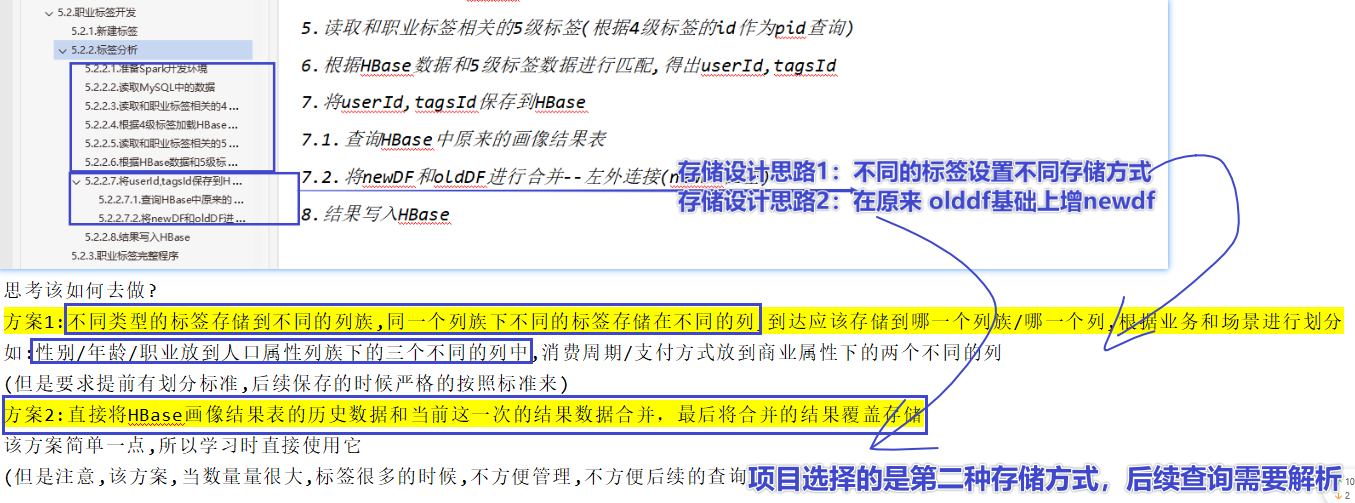 5.2.职业标签开发
5.2.1.新建标签
5.2.2.标签分析
5.2.2.1.准备Spark开发环境
5.2.2.2.读取MySQL中的数据
5.2.2.3.读取和职业标签相关的4 ...
5.2.2.4.根据4级标签加载HBase...
5.2.2.5.读取和职业标签相关的5 ...
5.2.2.6.根据HBase数据和5级标 ...
5.2.2.7.将userId,tagsId保存到H...
5.2.2.7.1.查询HBase中原来的 ...
5.2.2.7.2.将newDF和oldDF进 ...
5.2.2.8.结果写入HBase
5.2.3.职业标签完整程序
5.读取和职业标签相关的5级标签(根据4级标签的id作为pid查询)
6.根据HBase数据和5级标签数据进行匹配,得出userId,tagsId
7.将userId,tagsId保存到HBase
7.1.查询HBase中原来的画像结果表
7.2.将newDF和oldDF进行合并--左外连接(
8.结果写入HBase
存储设计思路1：不同的标签设置不同存储方式
存储设计思路2：在原来 olddf基础上增newdf
思考该如何去做?
方案1:不同类型的标签存储到不同的列族,同一个列族下不同的标签存储在不同的列,到达应该存储到哪一个列族/哪一个列,根据业务和场景进行划分
如:性别/年龄/职业放到人口属性列族下的三个不同的列中,消费周期/支付方式放到商业属性下的两个不同的列
(但是要求提前有划分标准,后续保存的时候严格的按照标准来)
方案2:直接将HBase画像结果表的历史数据和当前这一次的结果数据合并，最后将合并的结果覆盖存储
该方案简单一点,所以学习时直接使用它
(但是注意,该方案,当数量量很大,标签很多的时候,不方便管理,不方便后续的查询
项目选择的是第二种存储方式，后续查询需要解析
10
2